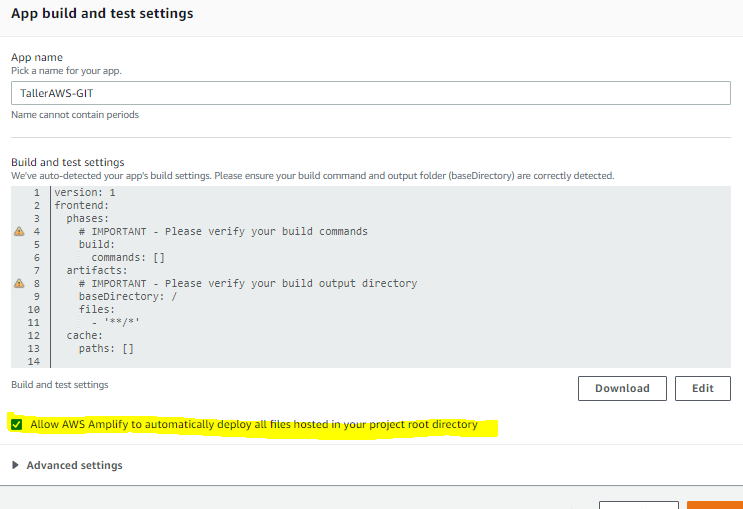 App build and test settings
App name
Pick a name for your app.
TallerAWS-GIT
Name cannot contain periods
Build and test settings
We've auto-detected your app's build settings. Please ensure your build command and output folder (baseDirectory) are correctly detected.
1 version: 1
2 frontend:
3   phases:
4     # IMPORTANT - Please verify your build commands
5     build:
6       commands: []
7   artifacts:
8     # IMPORTANT - Please verify your build output directory
9     baseDirectory: /
10     files:
11       - '**/*'
12   cache:
13     paths: []
14
Build and test settings
Download
Edit
Allow AWS Amplify to automatically deploy all files hosted in your project root directory
Advanced settings